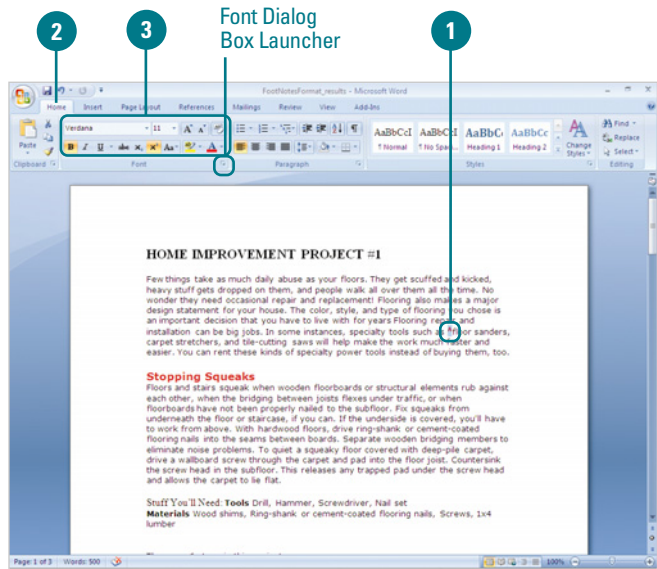 2
3
Font Dialog
Box Launcher
1
FootNotesFormat_results - Microsoft Word
Home Insert Page Layout References Mailings Review View Add-Ins
Paste
Verdana 11 A A
B I U abc x, x² Aa A
Clipboard Font Paragraph Styles Editing
AaBbCcI AaBbCcI AaBbC AaBbCc
¶ Normal ¶ No Spac... Heading 1 Heading 2
Change
Styles
Find
Replace
Select
HOME IMPROVEMENT PROJECT #1
Few things take as much daily abuse as your floors. They get scuffed and kicked,
heavy stuff gets dropped on them, and people walk all over them all the time. No
wonder they need occasional repair and replacement! Flooring also makes a major
design statement for your house. The color, style, and type of flooring you chose is
an important decision that you have to live with for years Flooring repair and
installation can be big jobs. In some instances, specialty tools such as floor sanders,
carpet stretchers, and tile-cutting saws will help make the work much faster and
easier. You can rent these kinds of specialty power tools instead of buying them, too.
Stopping Squeaks
Floors and stairs squeak when wooden floorboards or structural elements rub against
each other, when the bridging between joists flexes under traffic, or when
floorboards have not been properly nailed to the subfloor. Fix squeaks from
underneath the floor or staircase, if you can. If the underside is covered, you'll have
to work from above. With hardwood floors, drive ring-shank or cement-coated
flooring nails into the seams between boards. Separate wooden bridging members to
eliminate noise problems. To quiet a squeaky floor covered with deep-pile carpet,
drive a wallboard screw through the carpet and pad into the floor joist. Countersink
the screw head in the subfloor. This releases any trapped pad under the screw head
and allows the carpet to lie flat.
Stuff You'll Need: Tools Drill, Hammer, Screwdriver, Nail set
Materials Wood shims, Ring-shank or cement-coated flooring nails, Screws, 1x4
lumber
Page: 1 of 3 Words: 500 100%